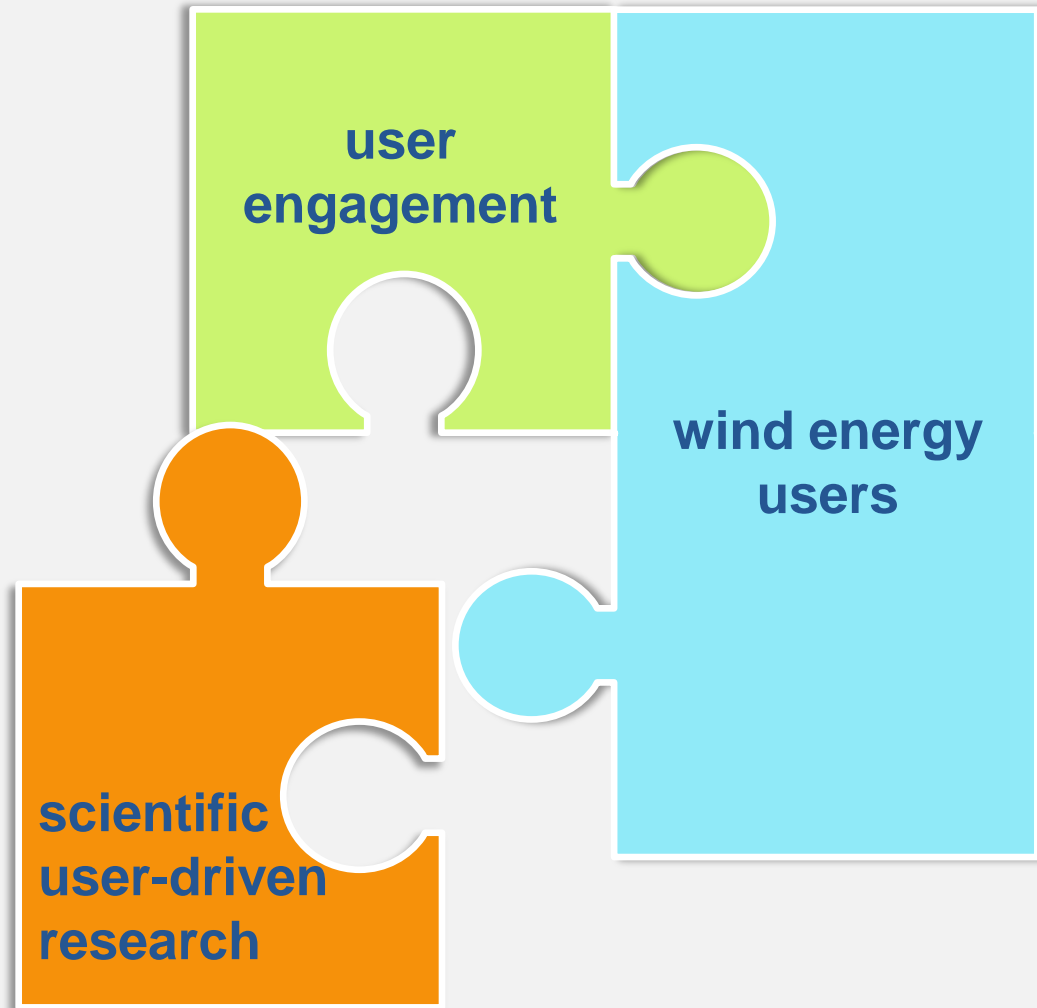 user
engagement
wind energy
users
scientific
user-driven
research